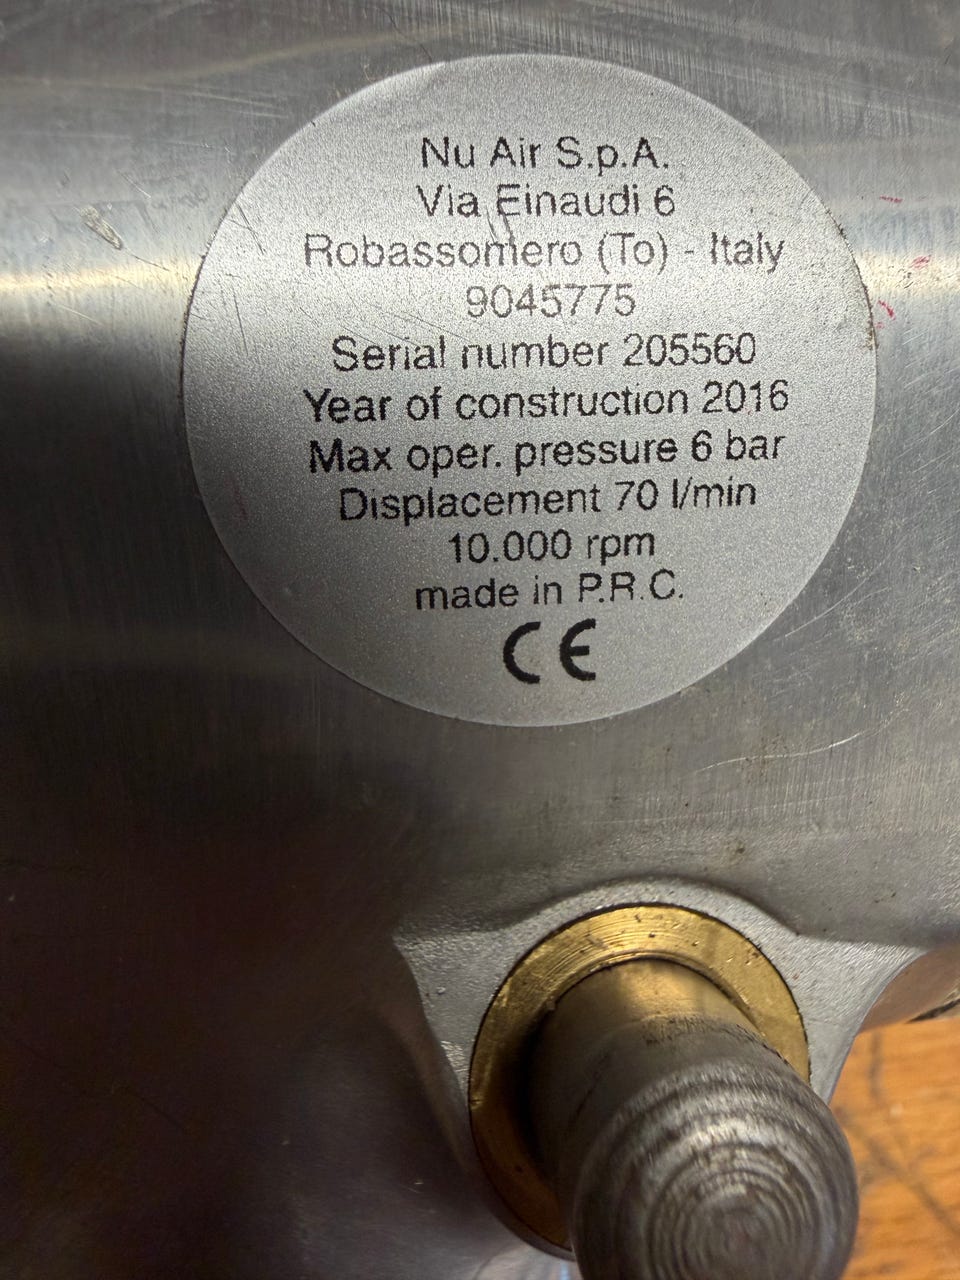 Nu Air S.p.A.
Via Einaudi 6
Robassomero (To) - Italy
9045775
Serial number 205560
Year of construction 2016
Max oper. pressure 6 bar
Displacement 70 l/min
10.000 rpm
made in P.R.C.
CE